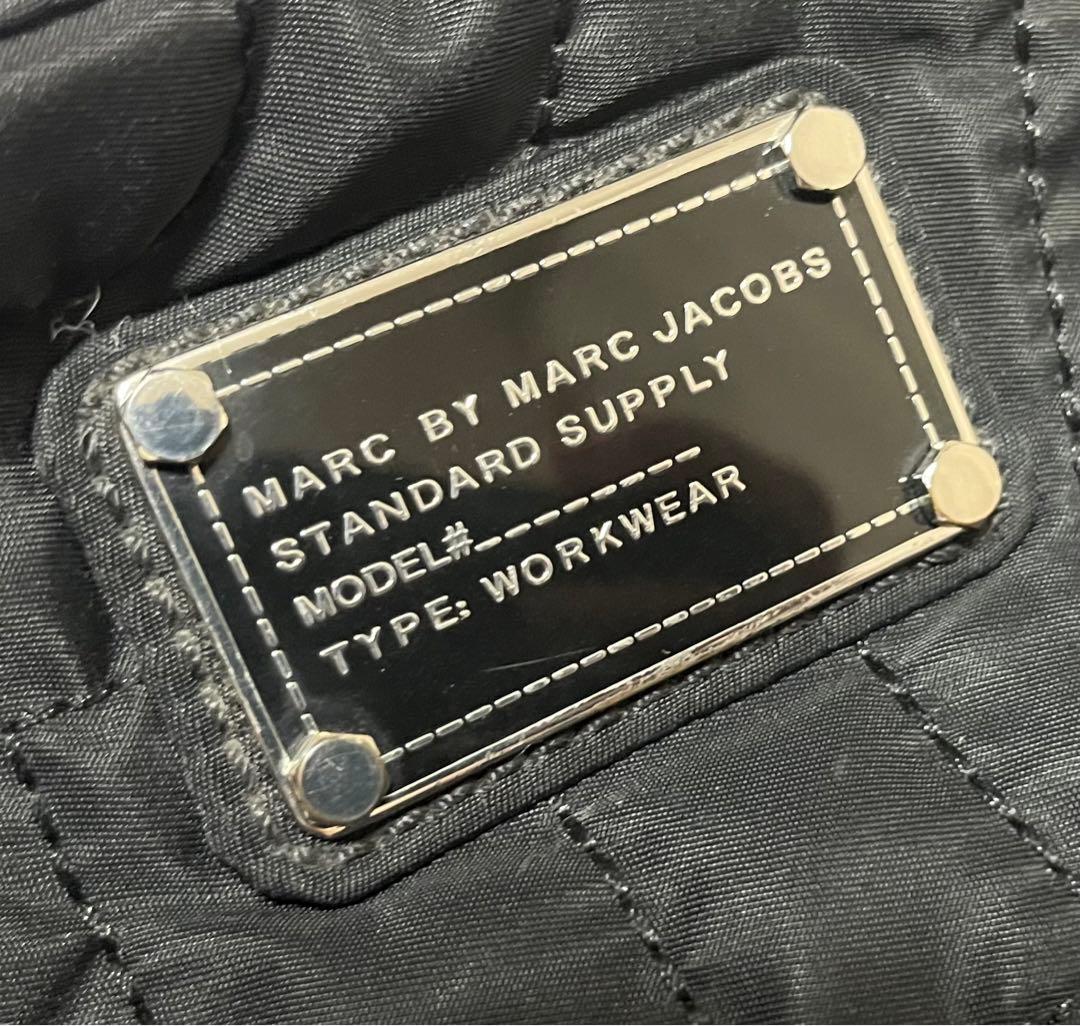 MARC BY MARC JACOBS
STANDARD SUPPLY
MODEL#_________
TYPE: WORKWEAR